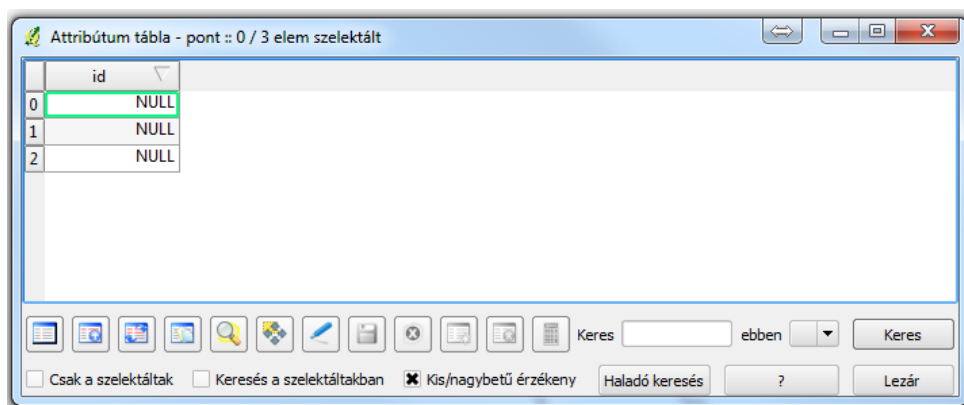 Attribútum tábla - pont :: 0 / 3 elem szelektált
id
0 NULL
1 NULL
2 NULL
Keres ebben Keres
Csak a szelektáltak Keresés a szelektáltakban Kis/nagybetű érzékeny Haladó keresés ? Lezár